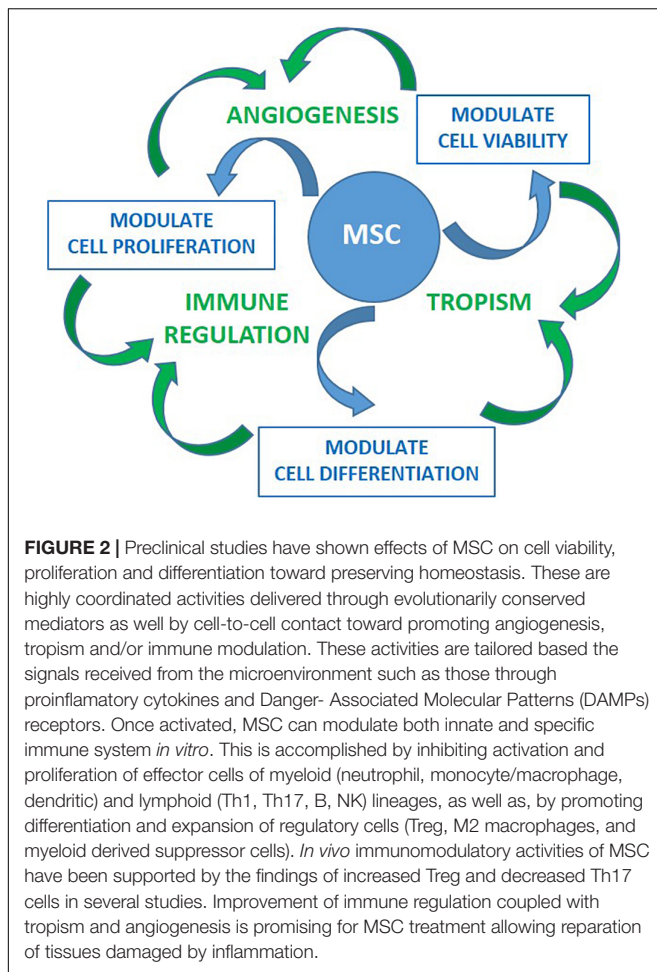 ANGIOGENESIS
MODULATE
CELL VIABILITY
MSC
MODULATE
CELL PROLIFERATION
IMMUNE
REGULATION
TROPISM
MODULATE
CELL DIFFERENTIATION
FIGURE 2 | Preclinical studies have shown effects of MSC on cell viability,
proliferation and differentiation toward preserving homeostasis. These are
highly coordinated activities delivered through evolutionarily conserved
mediators as well by cell-to-cell contact toward promoting angiogenesis,
tropism and/or immune modulation. These activities are tailored based the
signals received from the microenvironment such as those through
proinflamatory cytokines and Danger- Associated Molecular Patterns (DAMPs)
receptors. Once activated, MSC can modulate both innate and specific
immune system in vitro. This is accomplished by inhibiting activation and
proliferation of effector cells of myeloid (neutrophil, monocyte/macrophage,
dendritic) and lymphoid (Th1, Th17, B, NK) lineages, as well as, by promoting
differentiation and expansion of regulatory cells (Treg, M2 macrophages, and
myeloid derived suppressor cells). In vivo immunomodulatory activities of MSC
have been supported by the findings of increased Treg and decreased Th17
cells in several studies. Improvement of immune regulation coupled with
tropism and angiogenesis is promising for MSC treatment allowing reparation
of tissues damaged by inflammation.